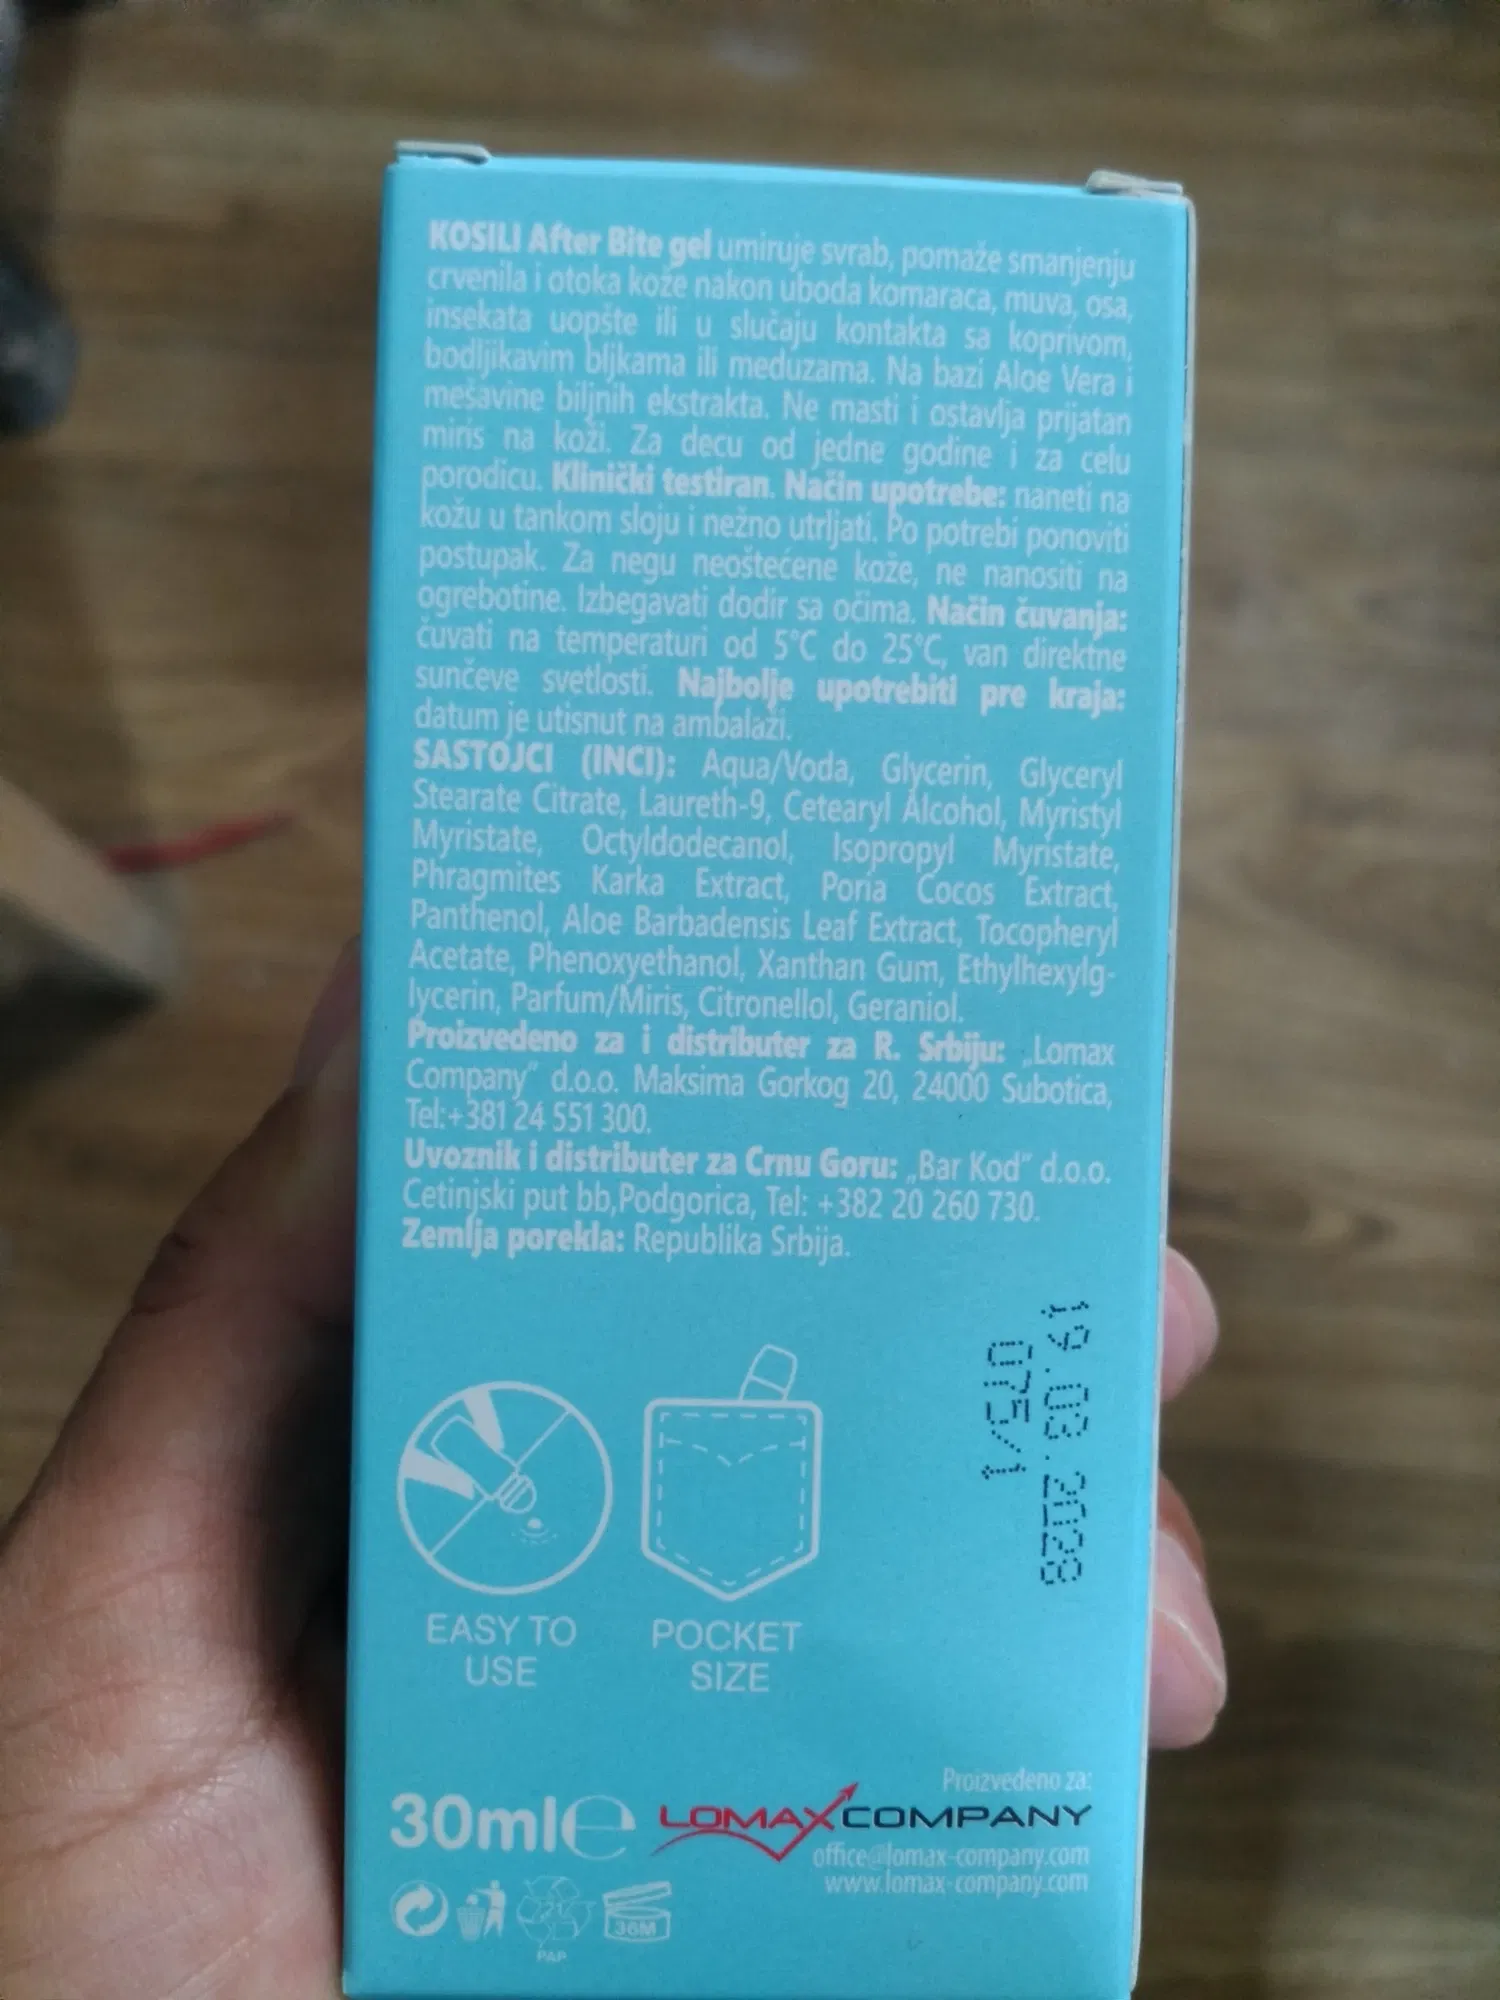 KOSILI After Bite gel umiruje svrab, pomaže smanjenju
crvenila i otoka kože nakon uboda komaraca, muva, osa,
insekata uopšte ili u slučaju kontakta sa koprivom,
bodljikavim bljkama ili meduzama. Na bazi Aloe Vera i
mešavine biljnih ekstrakta. Ne masti i ostavlja prijatan
miris na koži. Za decu od jedne godine i za celu
porodicu. Klinički testiran. Način upotrebe: naneti na
kožu u tankom sloju i nežno utrljati. Po potrebi ponoviti
postupak. Za negu neoštećene kože, ne nanositi na
ogrebotine. Izbegavati dodir sa očima. Način čuvanja:
čuvati na temperaturi od 5°C do 25°C, van direktne
sunčeve svetlosti. Najbolje upotrebiti pre kraja:
datum je utisnut na ambalaži.
SASTOJCI (INCI): Aqua/Voda, Glycerin, Glyceryl
Stearate Citrate, Laureth-9, Cetearyl Alcohol, Myristyl
Myristate, Octyldodecanol, Isopropyl Myristate,
Phragmites Karka Extract, Poria Cocos Extract,
Panthenol, Aloe Barbadensis Leaf Extract, Tocopheryl
Acetate, Phenoxyethanol, Xanthan Gum, Ethylhexylg-
lycerin, Parfum/Miris, Citronellol, Geraniol.
Proizvedeno za i distributer za R. Srbiju: „Lomax
Company" d.o.o. Maksima Gorkog 20, 24000 Subotica,
Tel:+381 24 551 300.
Uvoznik i distributer za Crnu Goru: „Bar Kod" d.o.o.
Cetinjski put bb,Podgorica, Tel: +382 20 260 730.
Zemlja porekla: Republika Srbija.
19.03.2028
075/1
EASY TO
USE
POCKET
SIZE
30ml℮
Proizvedeno za:
LOMAXCOMPANY
office@lomax-company.com
www.lomax-company.com
21
PAP
36M